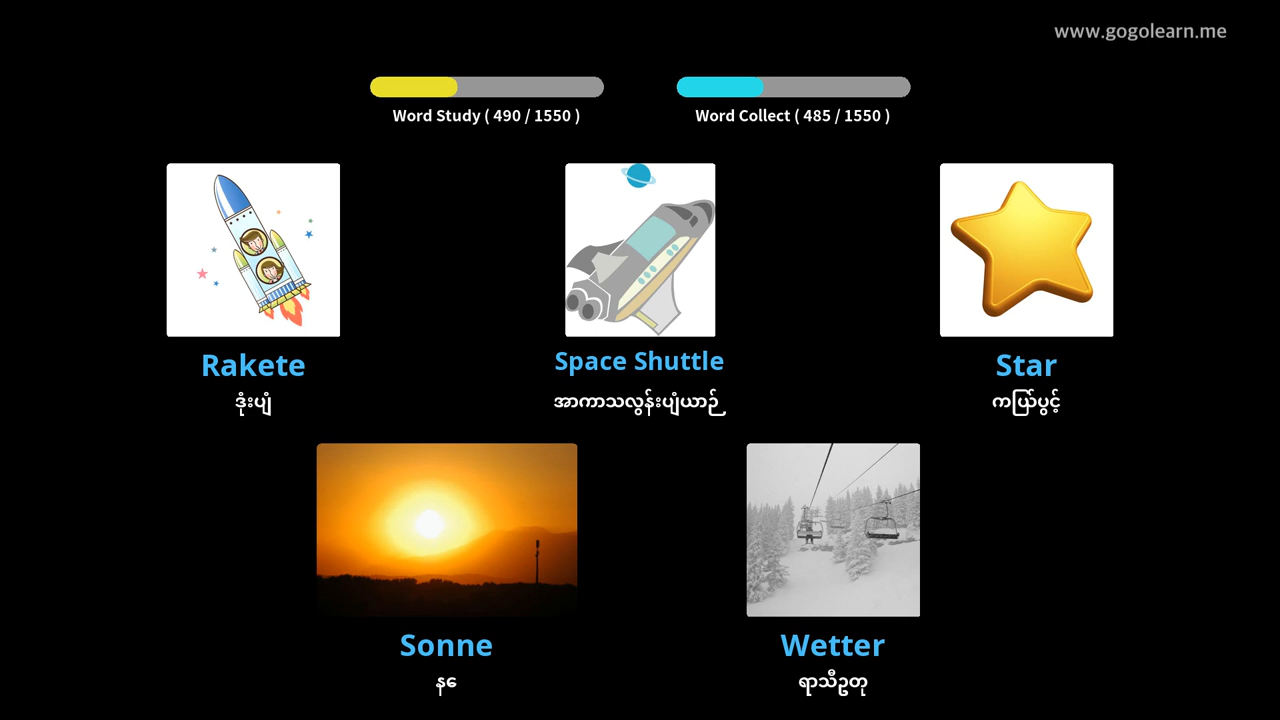 www.gogolearn.me
Word Study ( 490 / 1550 )
Word Collect ( 485 / 1550 )
Rakete
ဒုံးပျံ
Space Shuttle
အာကာသလွန်းပျံယာဉ်
Star
ကယ်ြပွင့်
Sonne
နေ
Wetter
ရာသီဥတု